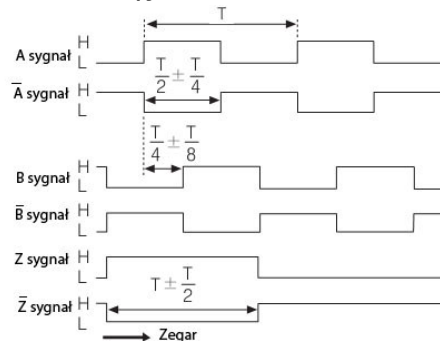 T
A sygnał H
L
T/2 ± T/4
A̅ sygnał H
L
T/4 ± T/8
B sygnał H
L
B̅ sygnał H
L
Z sygnał H
L
T ± T/2
Z̅ sygnał H
L
Zegar